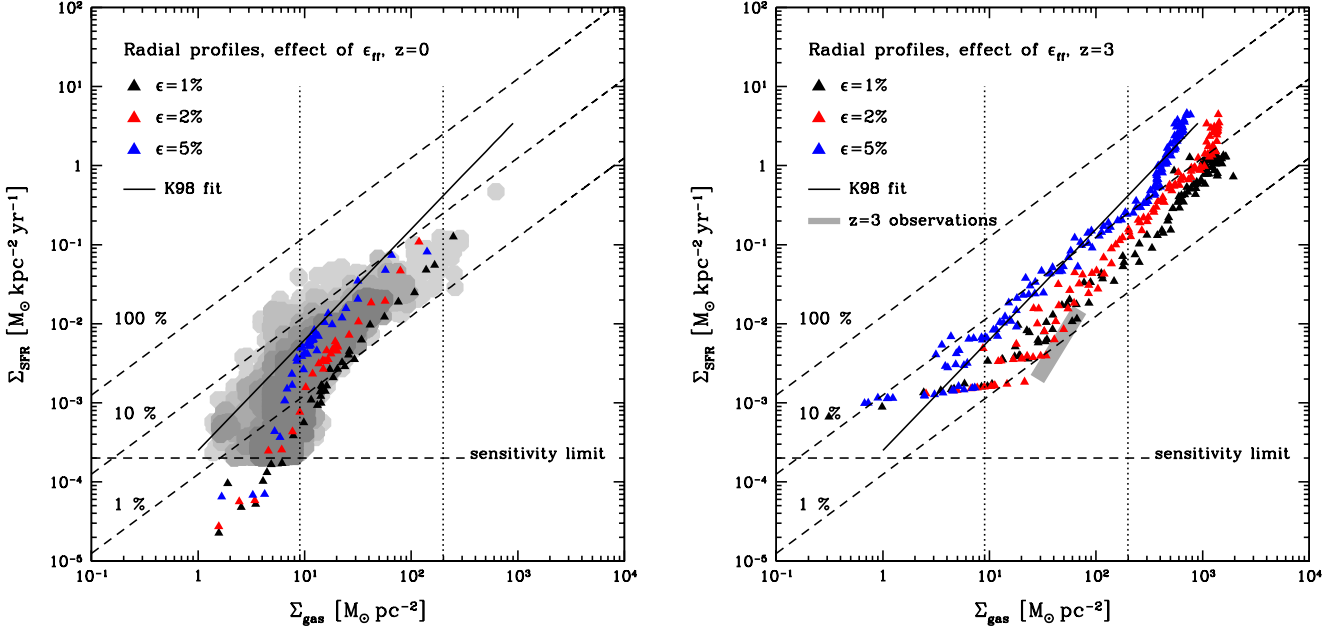 Radial profiles, effect of ϵ_ff, z=0
ϵ=1%
ϵ=2%
ϵ=5%
K98 fit
100 %
10 %
1 %
sensitivity limit
10²
10¹
1
10⁻¹
10⁻²
10⁻³
10⁻⁴
10⁻⁵
Σ_SFR [M_⊙ kpc⁻² yr⁻¹]
10⁻¹ 1 10¹ 10² 10³ 10⁴
Σ_gas [M_⊙ pc⁻²]
Radial profiles, effect of ϵ_ff, z=3
ϵ=1%
ϵ=2%
ϵ=5%
K98 fit
z=3 observations
100 %
10 %
1 %
sensitivity limit
10²
10¹
1
10⁻¹
10⁻²
10⁻³
10⁻⁴
10⁻⁵
Σ_SFR [M_⊙ kpc⁻² yr⁻¹]
10⁻¹ 1 10¹ 10² 10³ 10⁴
Σ_gas [M_⊙ pc⁻²]